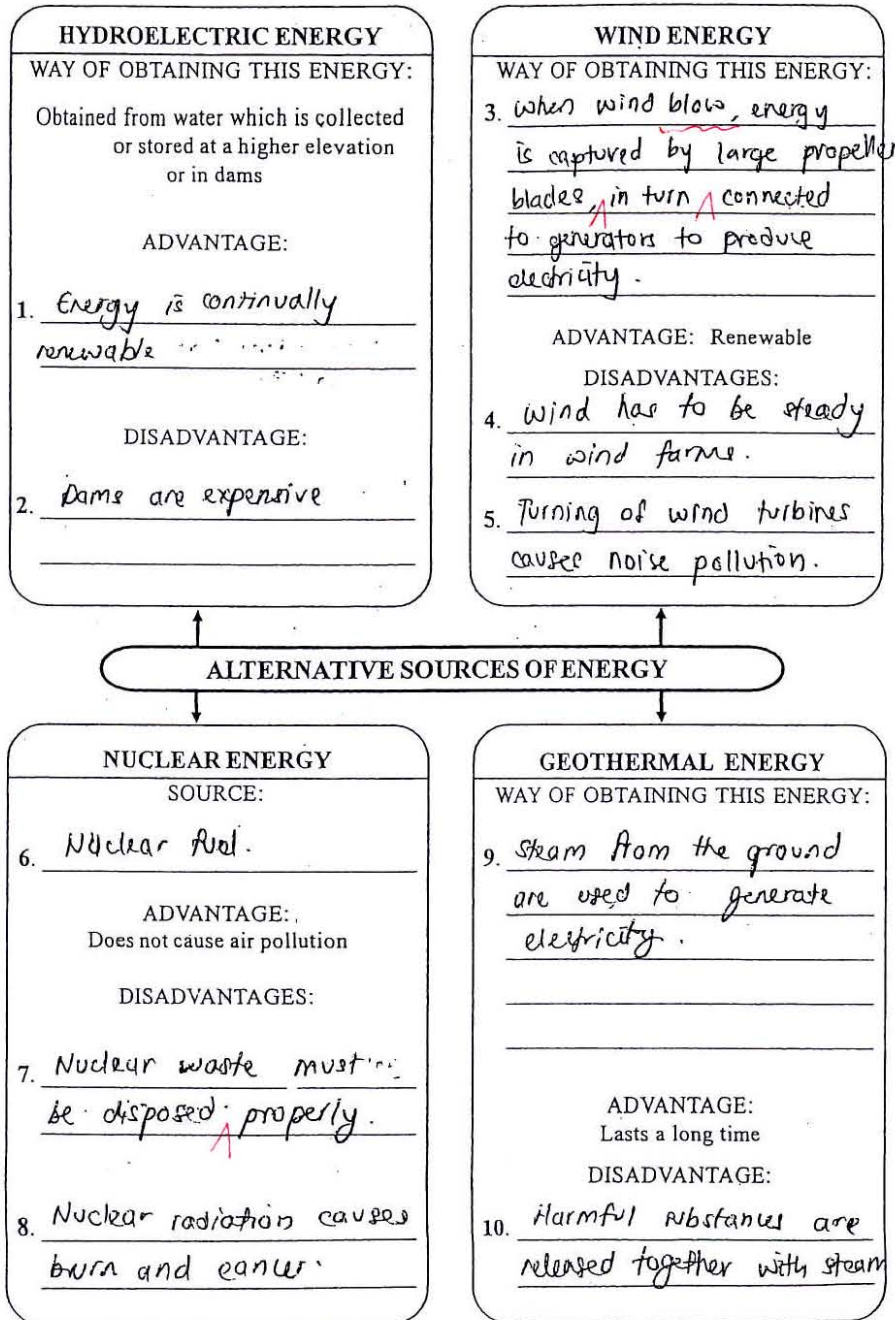 HYDROELECTRIC ENERGY
WAY OF OBTAINING THIS ENERGY:
Obtained from water which is collected
or stored at a higher elevation
or in dams
ADVANTAGE:
1. Energy is continually
renewable
DISADVANTAGE:
2. Dams are expensive
WIND ENERGY
WAY OF OBTAINING THIS ENERGY:
3. when wind blow, energy
is captured by large propeller
blades, in turn connected
to generators to produce
electricity.
ADVANTAGE: Renewable
DISADVANTAGES:
4. wind has to be steady
in wind farms.
5. Turning of wind turbines
causes noise pollution.
ALTERNATIVE SOURCES OF ENERGY
NUCLEAR ENERGY
SOURCE:
6. Nuclear fuel.
ADVANTAGE:
Does not cause air pollution
DISADVANTAGES:
7. Nuclear waste must
be disposed properly.
8. Nuclear radiation causes
burn and cancer.
GEOTHERMAL ENERGY
WAY OF OBTAINING THIS ENERGY:
9. steam from the ground
are used to generate
electricity.
ADVANTAGE:
Lasts a long time
DISADVANTAGE:
10. Harmful substances are
released together with steam